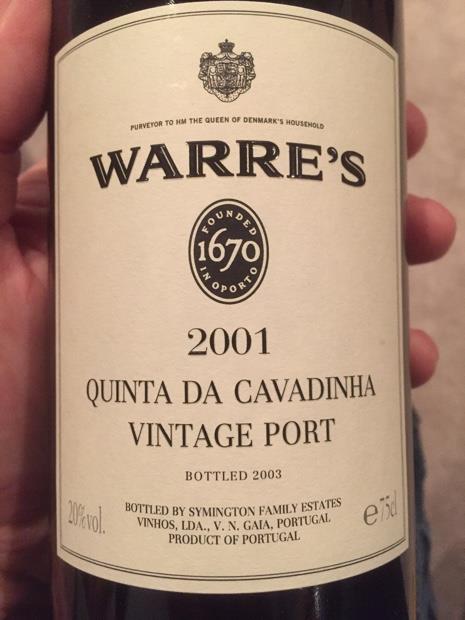 PURVEYOR TO HM THE QUEEN OF DENMARK'S HOUSEHOLD
WARRE'S
FOUNDED
1670
IN OPORTO
2001
QUINTA DA CAVADINHA
VINTAGE PORT
BOTTLED 2003
20% vol.
BOTTLED BY SYMINGTON FAMILY ESTATES
VINHOS, LDA., V. N. GAIA, PORTUGAL
PRODUCT OF PORTUGAL
e 75cl